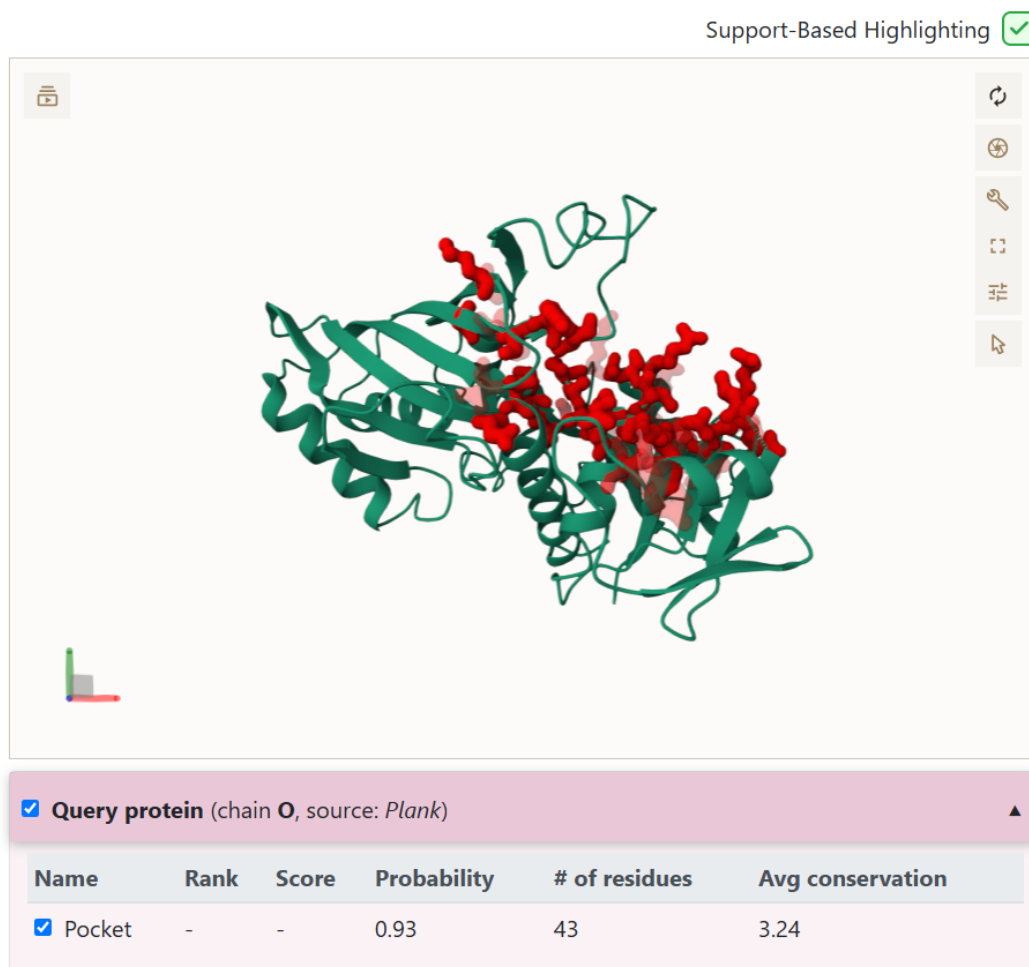 Support-Based Highlighting
Query protein (chain O, source: Plank)
Name Rank Score Probability # of residues Avg conservation
Pocket - - 0.93 43 3.24